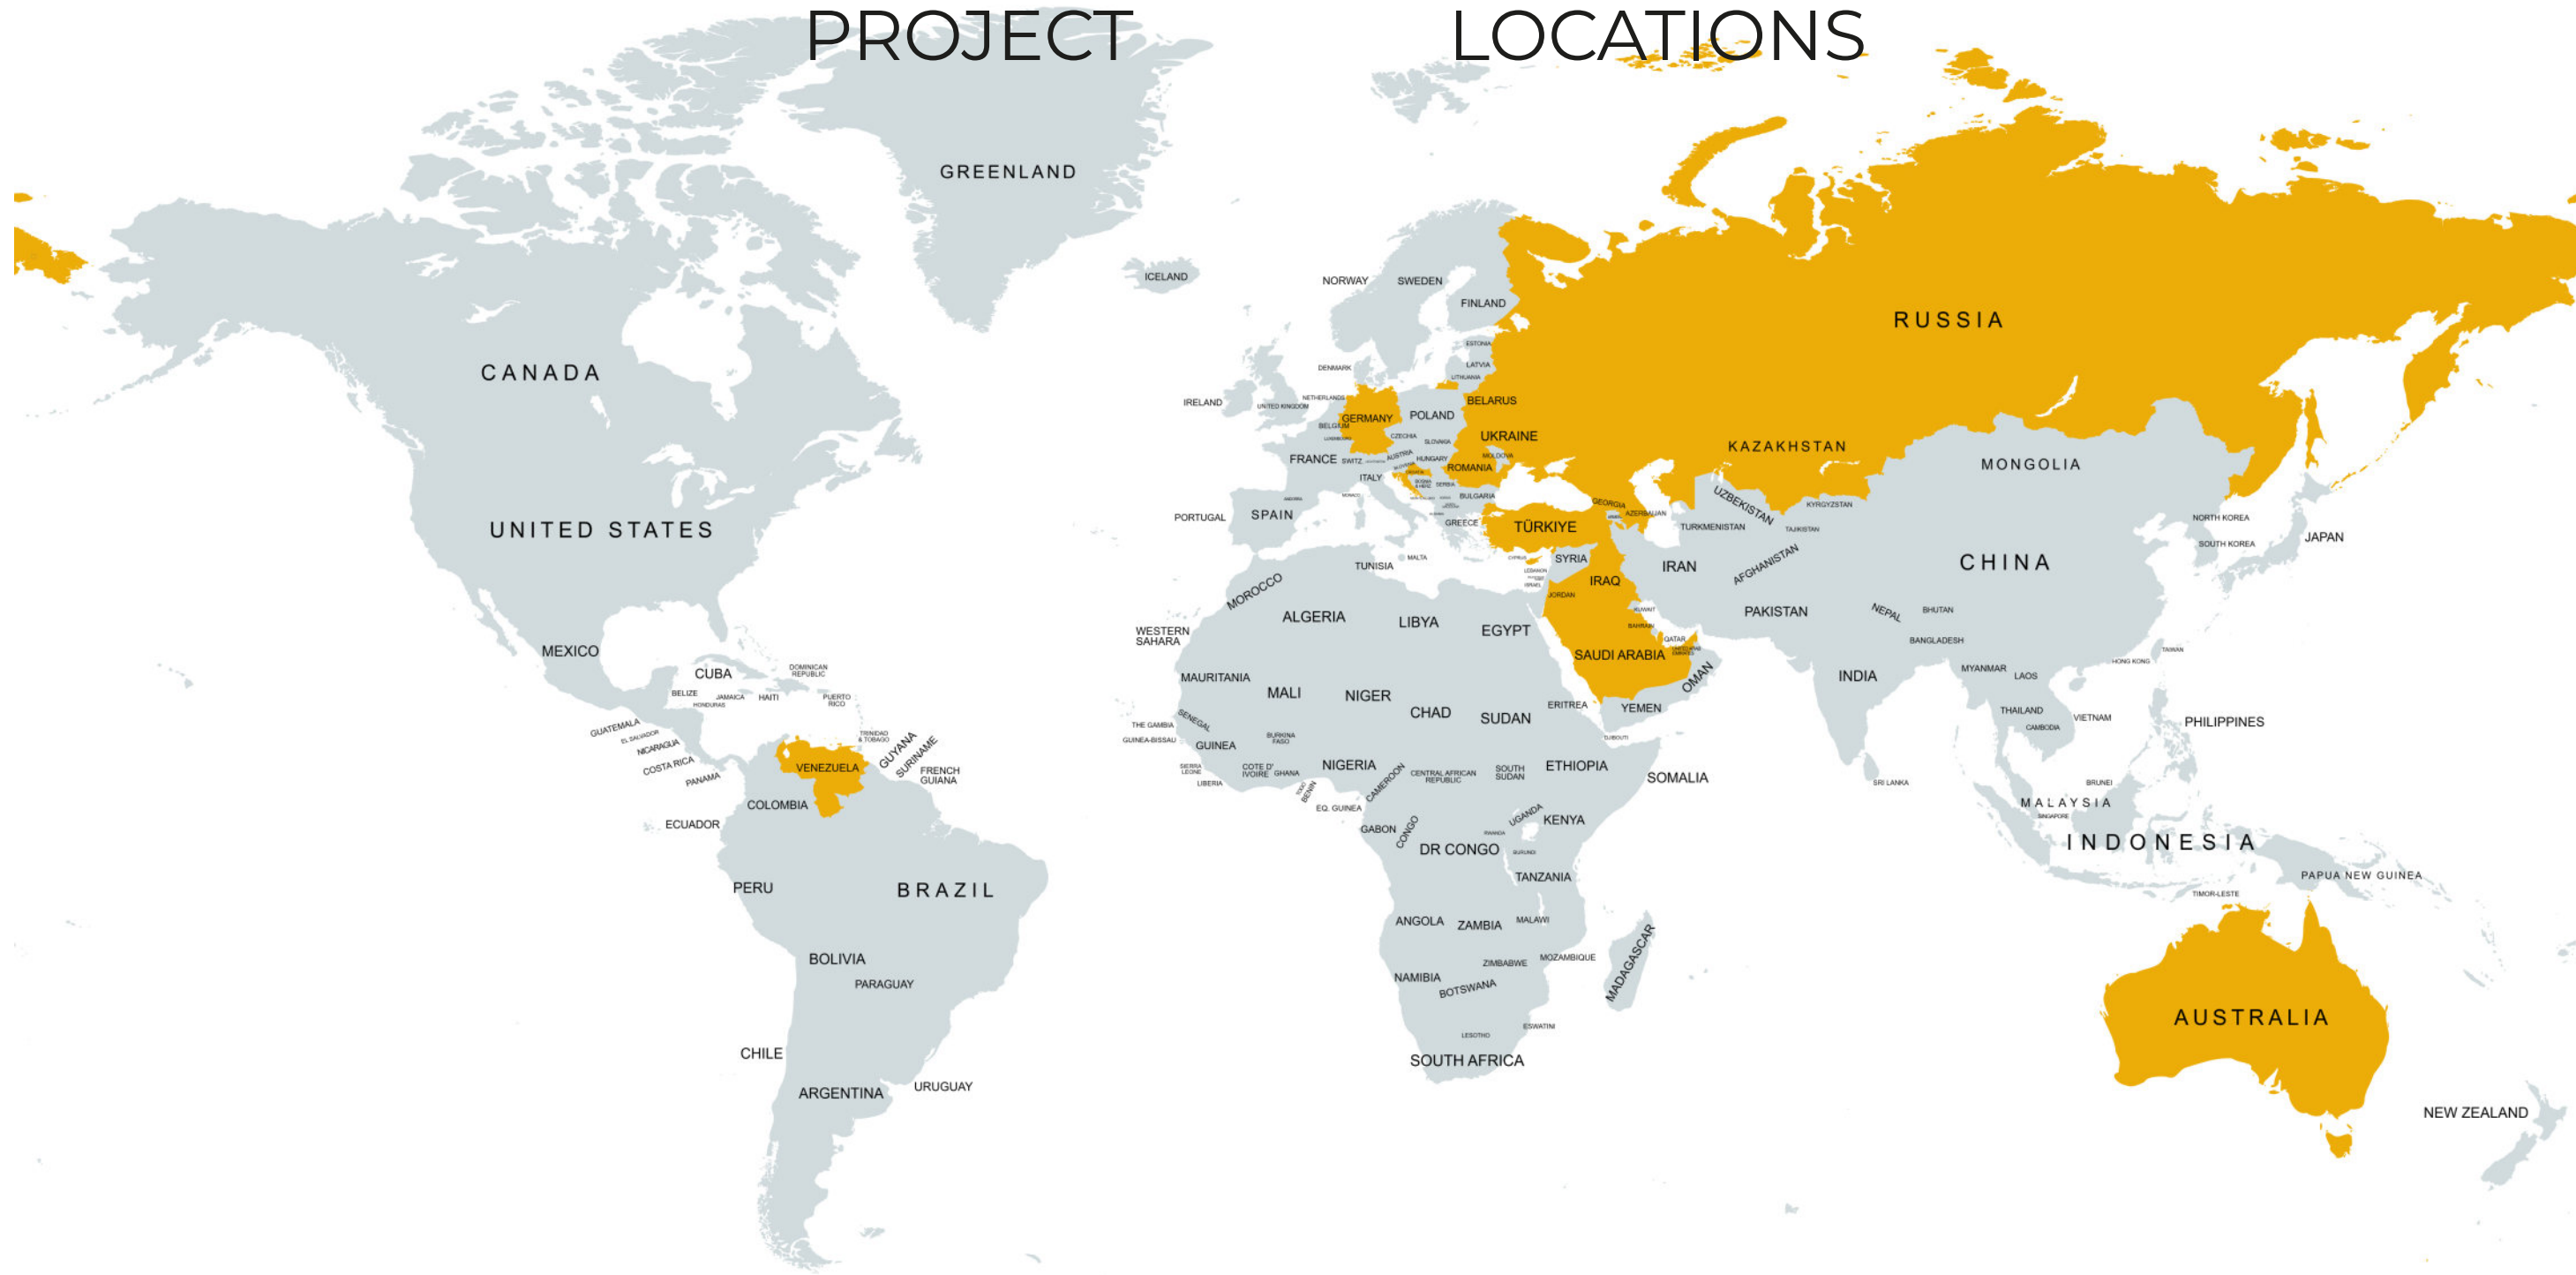 PROJECT LOCATIONS
GREENLAND
ICELAND
NORWAY
SWEDEN
FINLAND
RUSSIA
CANADA
ESTONIA
LATVIA
LITHUANIA
DENMARK
IRELAND
UNITED KINGDOM
NETHERLANDS
BELGIUM
LUXEMBOURG
GERMANY
POLAND
BELARUS
UKRAINE
CZECHIA
SLOVAKIA
KAZAKHSTAN
MONGOLIA
FRANCE
SWITZ
AUSTRIA
HUNGARY
MOLDOVA
ROMANIA
ITALY
BOSNIA
& HERZ
SERBIA
BULGARIA
MONACO
ANDORRA
PORTUGAL
SPAIN
GREECE
TÜRKIYE
GEORGIA
AZERBAIJAN
UZBEKISTAN
TURKMENISTAN
KYRGYZSTAN
TAJIKISTAN
NORTH KOREA
SOUTH KOREA
JAPAN
UNITED STATES
CHINA
MALTA
TUNISIA
CYPRUS
LEBANON
ISRAEL
SYRIA
IRAQ
IRAN
AFGHANISTAN
JORDAN
KUWAIT
MOROCCO
ALGERIA
LIBYA
EGYPT
PAKISTAN
NEPAL
BHUTAN
BANGLADESH
BAHRAIN
QATAR
UNITED ARAB
EMIRATES
SAUDI ARABIA
OMAN
YEMEN
WESTERN
SAHARA
MEXICO
CUBA
DOMINICAN
REPUBLIC
BELIZE
JAMAICA
HAITI
PUERTO
RICO
HONDURAS
GUATEMALA
EL SALVADOR
NICARAGUA
COSTA RICA
PANAMA
TRINIDAD
& TOBAGO
GUYANA
SURINAME
FRENCH
GUIANA
VENEZUELA
COLOMBIA
ECUADOR
MAURITANIA
MALI
NIGER
CHAD
SUDAN
ERITREA
DJIBOUTI
THE GAMBIA
SENEGAL
GUINEA-BISSAU
GUINEA
BURKINA
FASO
SIERRA
LEONE
LIBERIA
COTE D'
IVOIRE
GHANA
TOGO
BENIN
NIGERIA
CAMEROON
CENTRAL AFRICAN
REPUBLIC
SOUTH
SUDAN
ETHIOPIA
SOMALIA
EQ. GUINEA
GABON
CONGO
DR CONGO
UGANDA
KENYA
RWANDA
BURUNDI
TANZANIA
INDIA
SRI LANKA
MYANMAR
LAOS
THAILAND
CAMBODIA
VIETNAM
HONG KONG
TAIWAN
PHILIPPINES
BRUNEI
MALAYSIA
SINGAPORE
INDONESIA
PAPUA NEW GUINEA
TIMOR-LESTE
PERU
BRAZIL
BOLIVIA
PARAGUAY
CHILE
ARGENTINA
URUGUAY
ANGOLA
ZAMBIA
MALAWI
ZIMBABWE
MOZAMBIQUE
NAMIBIA
BOTSWANA
MADAGASCAR
ESWATINI
LESOTHO
SOUTH AFRICA
AUSTRALIA
NEW ZEALAND